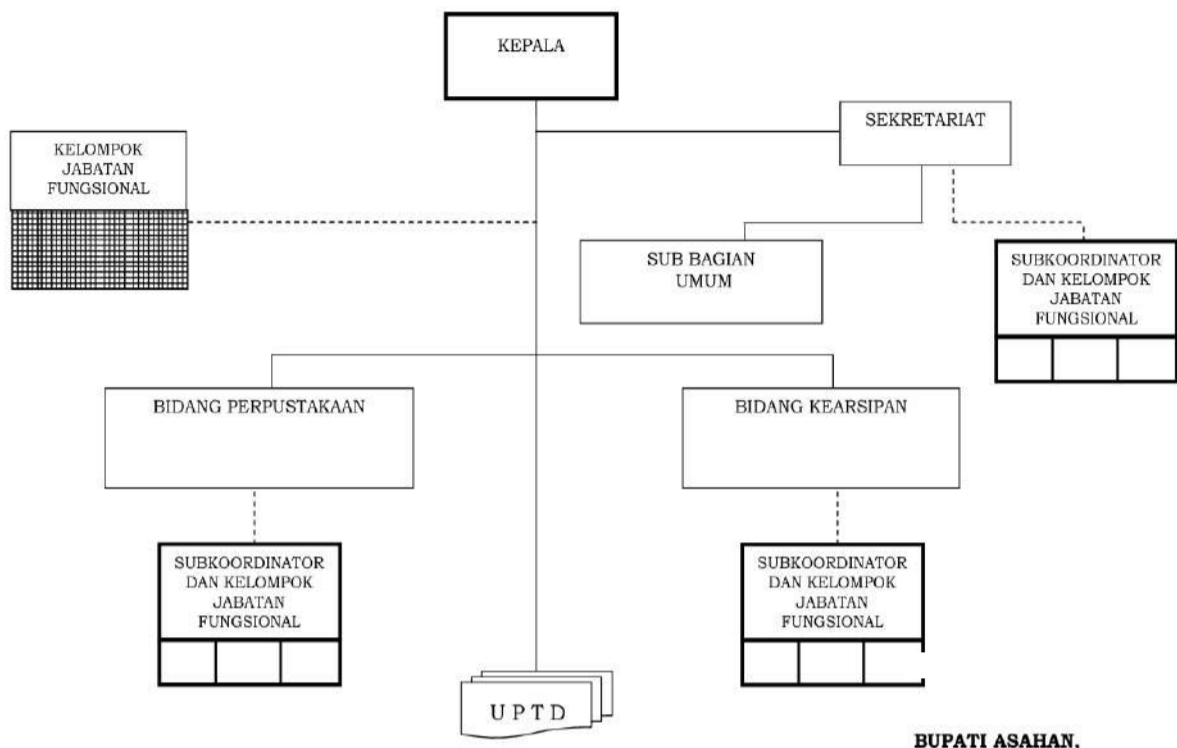 KEPALA
SEKRETARIAT
KELOMPOK
JABATAN
FUNGSIONAL
SUB BAGIAN
UMUM
SUBKOORDINATOR
DAN KELOMPOK
JABATAN
FUNGSIONAL
BIDANG PERPUSTAKAAN
BIDANG KEARSIPAN
SUBKOORDINATOR
DAN KELOMPOK
JABATAN
FUNGSIONAL
SUBKOORDINATOR
DAN KELOMPOK
JABATAN
FUNGSIONAL
U P T D
BUPATI ASAHAN,